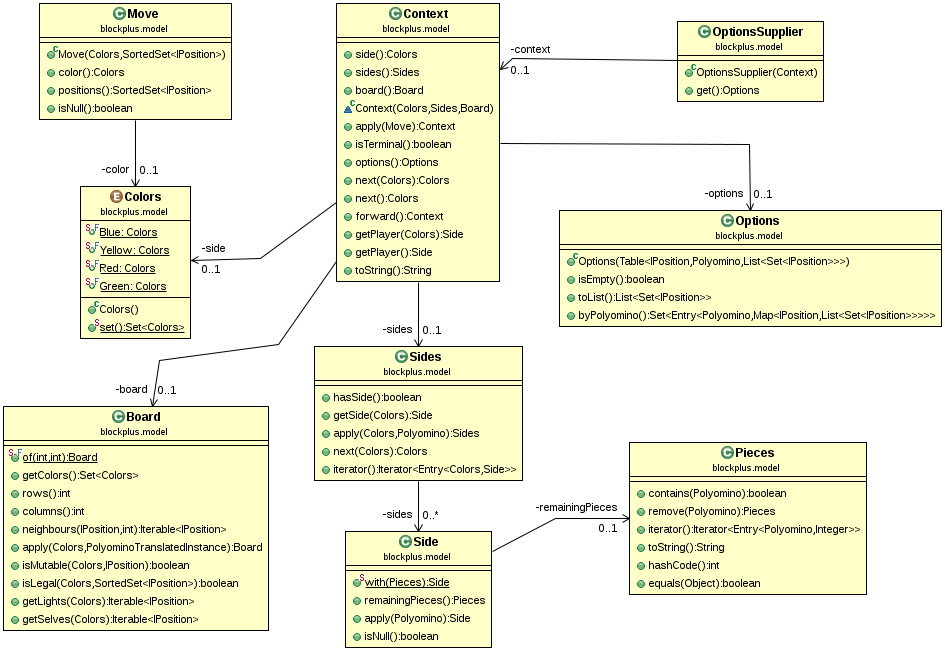 Move
blockplus.model
Move(Colors,SortedSet<IPosition>)
color():Colors
positions():SortedSet<IPosition>
isNull():boolean
Context
blockplus.model
side():Colors
sides():Sides
board():Board
Context(Colors,Sides,Board)
apply(Move):Context
isTerminal():boolean
options():Options
next(Colors):Colors
next():Colors
forward():Context
getPlayer(Colors):Side
getPlayer():Side
toString():String
OptionsSupplier
blockplus.model
OptionsSupplier(Context)
get():Options
-context
0..1
-color
0..1
Colors
blockplus.model
Blue: Colors
Yellow: Colors
Red: Colors
Green: Colors
Colors()
set():Set<Colors>
-side
0..1
-options
0..1
Options
blockplus.model
Options(Table<IPosition,Polyomino,List<Set<IPosition>>>)
isEmpty():boolean
toList():List<Set<IPosition>>
byPolyomino():Set<Entry<Polyomino,Map<IPosition,List<Set<IPosition>>>>>
-sides
0..1
Sides
blockplus.model
hasSide():boolean
getSide(Colors):Side
apply(Colors,Polyomino):Sides
next(Colors):Colors
iterator():Iterator<Entry<Colors,Side>>
-board
0..1
Board
blockplus.model
of(int,int):Board
getColors():Set<Colors>
rows():int
columns():int
neighbours(IPosition,int):Iterable<IPosition>
apply(Colors,PolyominoTranslatedInstance):Board
isMutable(Colors,IPosition):boolean
isLegal(Colors,SortedSet<IPosition>):boolean
getLights(Colors):Iterable<IPosition>
getSelves(Colors):Iterable<IPosition>
-sides
0..*
Side
blockplus.model
with(Pieces):Side
remainingPieces():Pieces
apply(Polyomino):Side
isNull():boolean
-remainingPieces
0..1
Pieces
blockplus.model
contains(Polyomino):boolean
remove(Polyomino):Pieces
iterator():Iterator<Entry<Polyomino,Integer>>
toString():String
hashCode():int
equals(Object):boolean